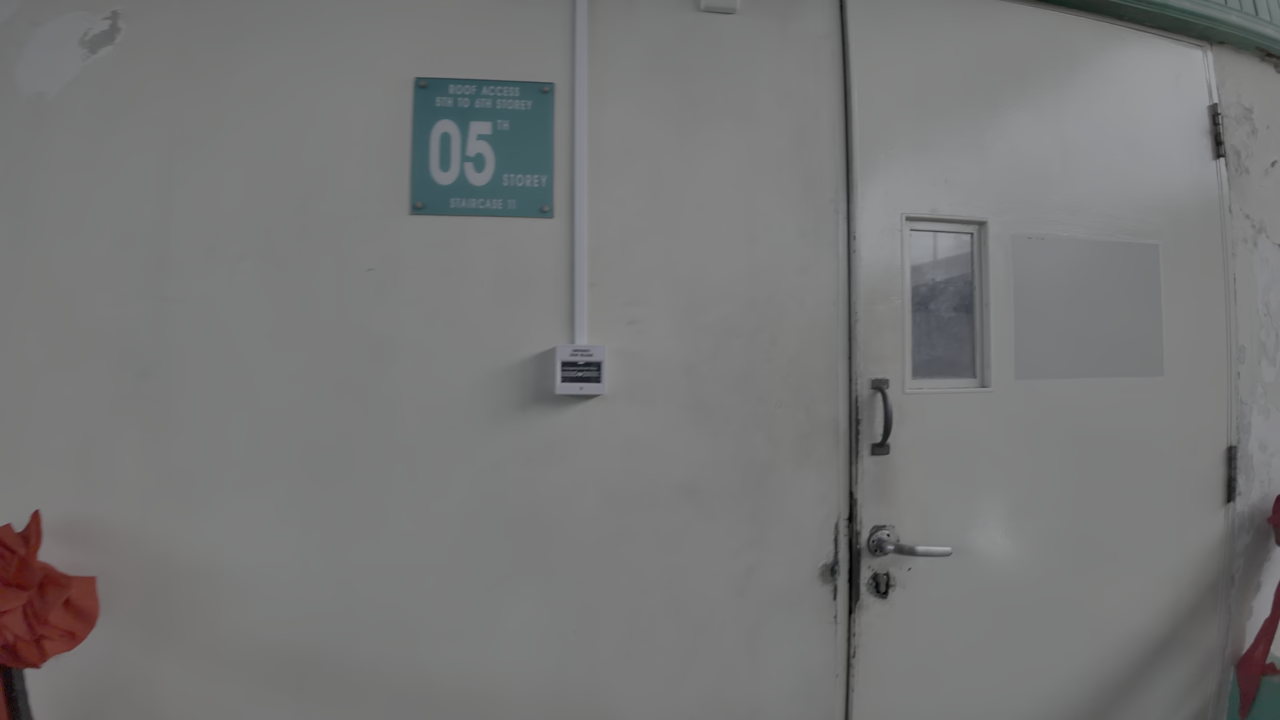 ROOF ACCESS
5TH TO 6TH STOREY
05TH
STOREY
STAIRCASE 11